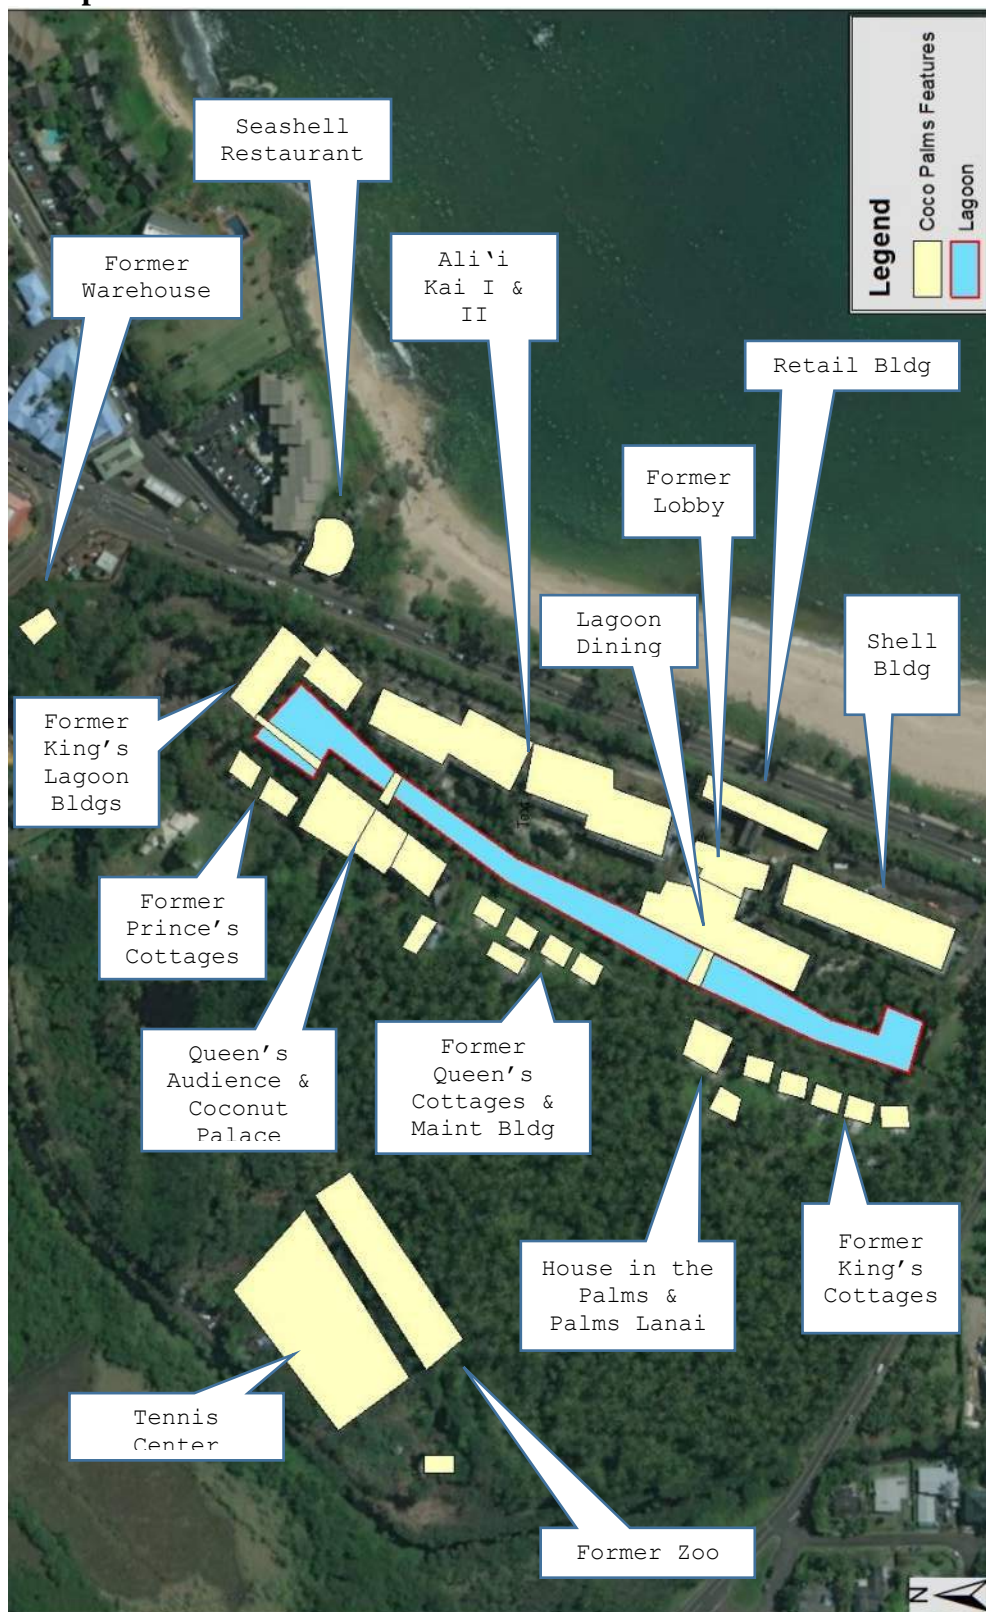 Seashell
Restaurant
Former
Warehouse
Ali‘i
Kai I &
II
Legend
Coco Palms Features
Lagoon
Retail Bldg
Former
Lobby
Lagoon
Dining
Shell
Bldg
Former
King’s
Lagoon
Bldgs
Text
Former
Prince’s
Cottages
Queen’s
Audience &
Coconut
Palace
Former
Queen’s
Cottages &
Maint Bldg
House in the
Palms &
Palms Lanai
Former
King’s
Cottages
Tennis
Center
Former Zoo
N